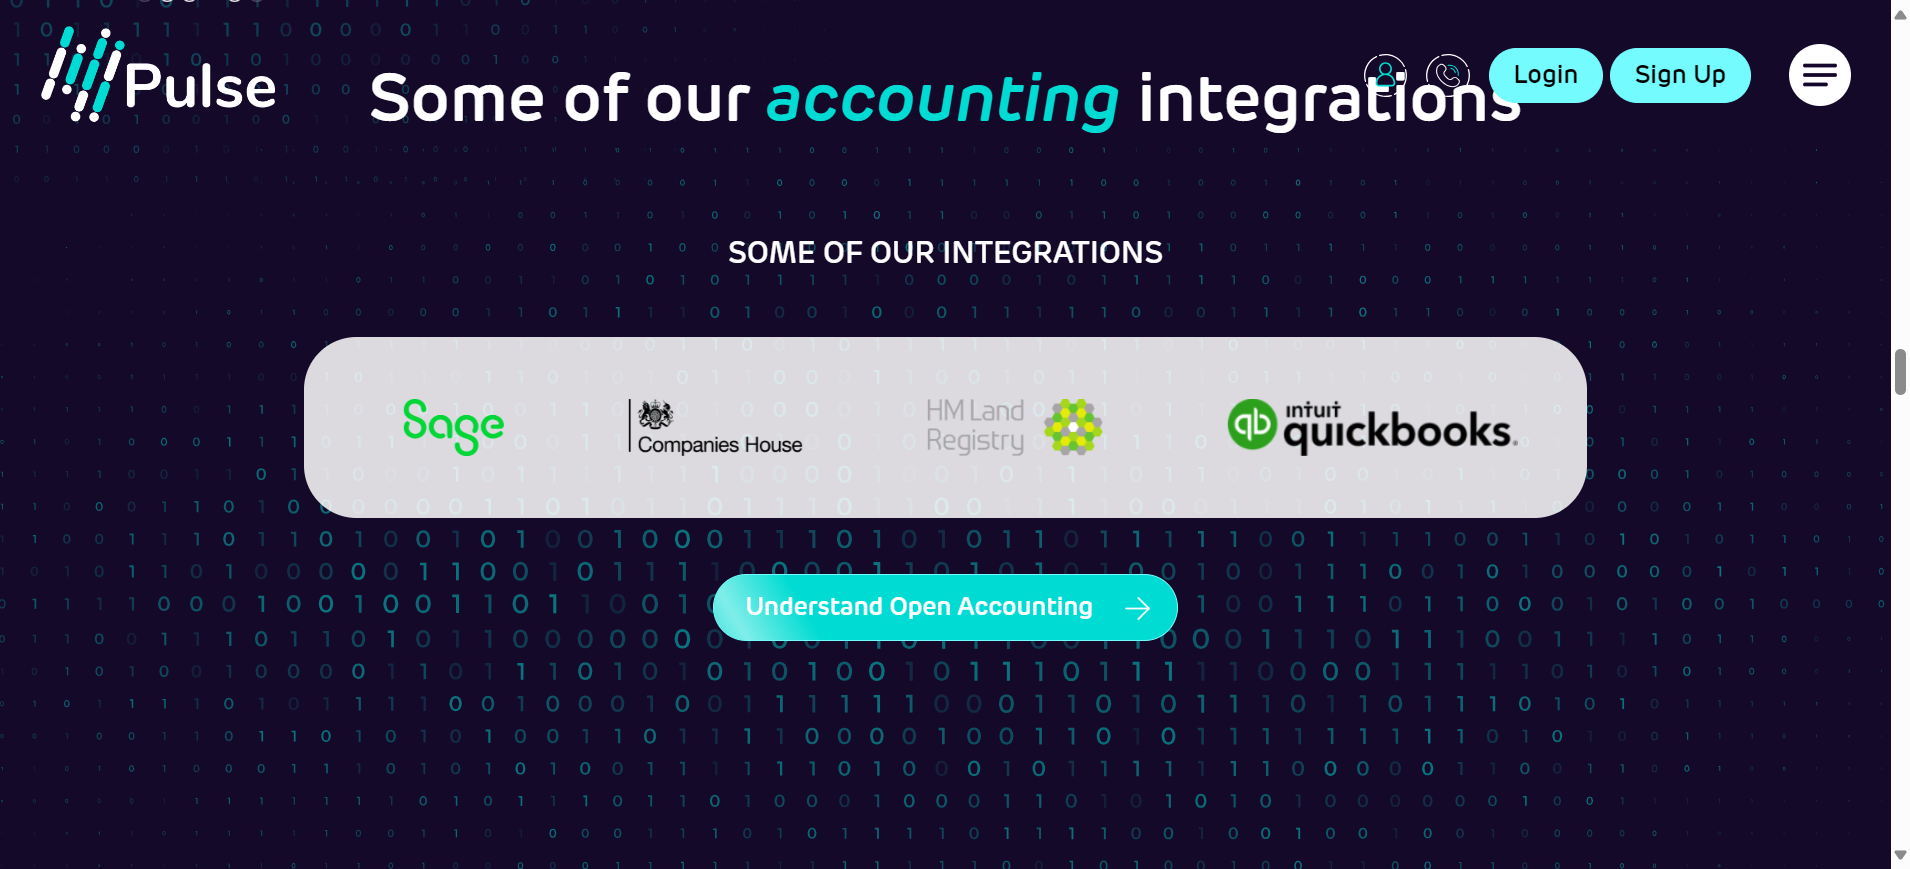 Pulse
Login
Sign Up
Some of our accounting integrations
SOME OF OUR INTEGRATIONS
Sage
Companies House
HM Land
Registry
intuit
quickbooks.
Understand Open Accounting